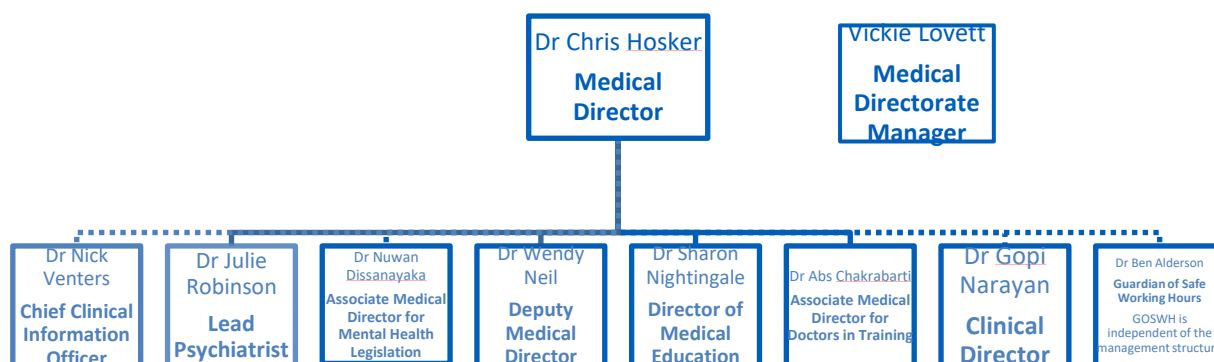 Dr Chris Hosker
Medical
Director
Vickie Lovett
Medical
Directorate
Manager
Dr Nick
Venters
Chief Clinical
Information
Officer
Dr Julie
Robinson
Lead
Psychiatrist
Dr Nuwan
Dissanayaka
Associate Medical
Director for
Mental Health
Legislation
Dr Wendy
Neil
Deputy
Medical
Director
Dr Sharon
Nightingale
Director of
Medical
Education
Dr Abs Chakrabarti
Associate Medical
Director for
Doctors in Training
Dr Gopi
Narayan
Clinical
Director
Dr Ben Alderson
Guardian of Safe
Working Hours
GOSWH is
independent of the
management structure